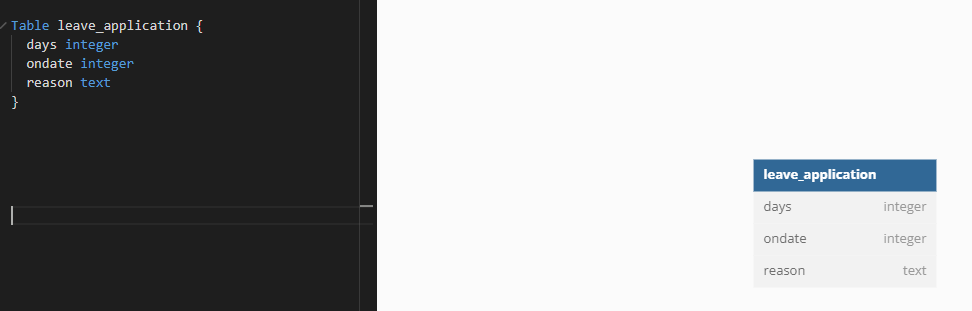 Table leave_application {
days integer
ondate integer
reason text
}
leave_application
days integer
ondate integer
reason text